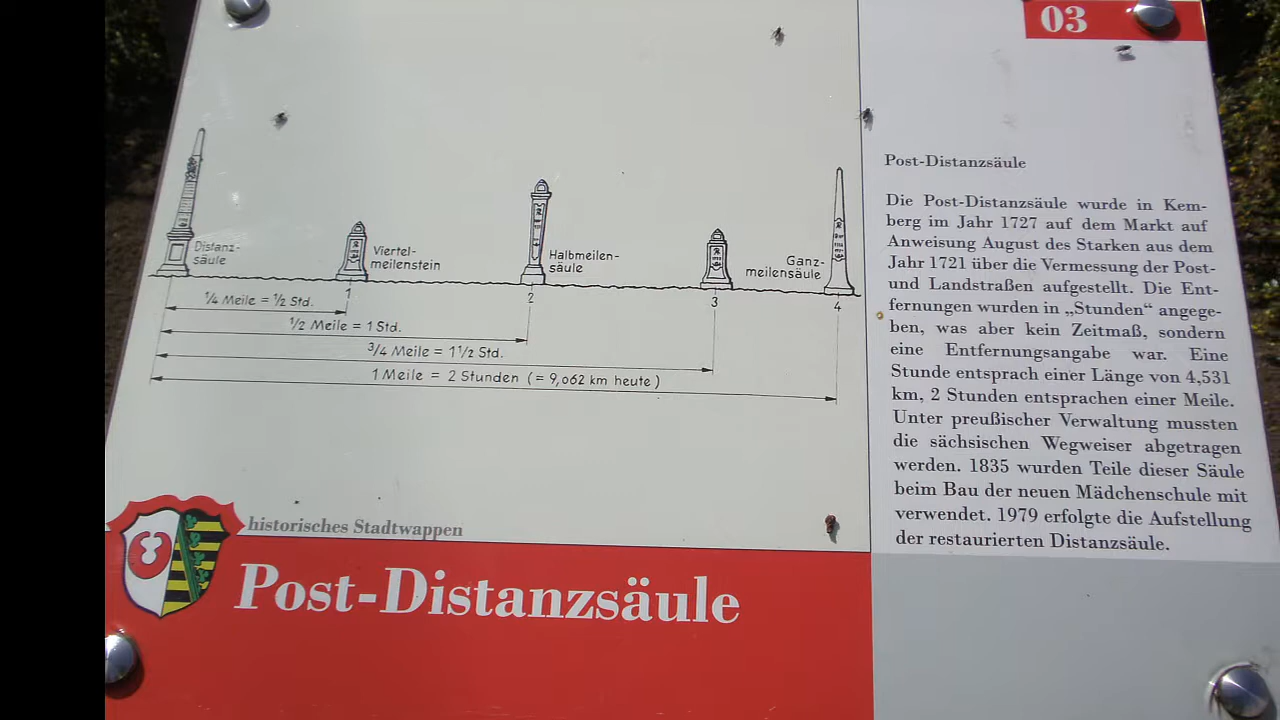 03
Distanz-
säule
Viertel-
meilenstein
Halbmeilen-
säule
Ganz-
meilensäule
1
2
3
4
¼ Meile = ½ Std.
½ Meile = 1 Std.
¾ Meile = 1½ Std.
1 Meile = 2 Stunden (= 9,062 km heute)
historisches Stadtwappen
Post-Distanzsäule
Post-Distanzsäule
Die Post-Distanzsäule wurde in Kem-
berg im Jahr 1727 auf dem Markt auf
Anweisung August des Starken aus dem
Jahr 1721 über die Vermessung der Post-
und Landstraßen aufgestellt. Die Ent-
fernungen wurden in „Stunden“ angege-
ben, was aber kein Zeitmaß, sondern
eine Entfernungsangabe war. Eine
Stunde entsprach einer Länge von 4,531
km, 2 Stunden entsprachen einer Meile.
Unter preußischer Verwaltung mussten
die sächsischen Wegweiser abgetragen
werden. 1835 wurden Teile dieser Säule
beim Bau der neuen Mädchenschule mit
verwendet. 1979 erfolgte die Aufstellung
der restaurierten Distanzsäule.